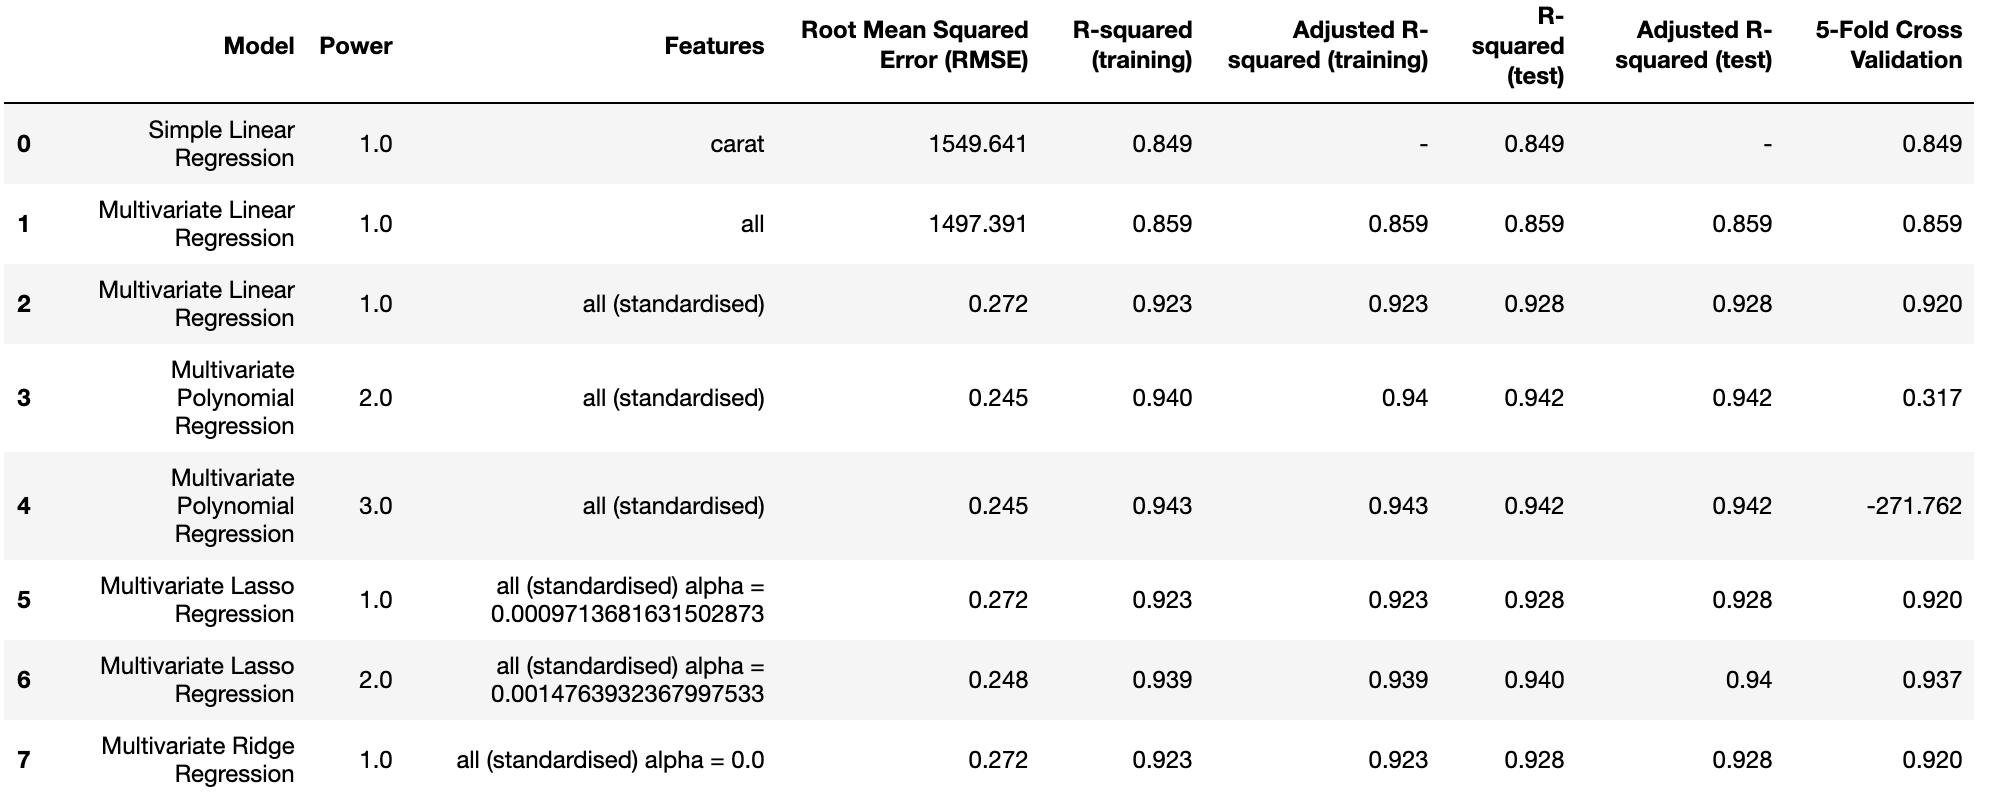 Model Power Features Root Mean Squared Error (RMSE) R-squared (training) Adjusted R-squared (training) R-squared (test) Adjusted R-squared (test) 5-Fold Cross Validation
0 Simple Linear Regression 1.0 carat 1549.641 0.849 - 0.849 - 0.849
1 Multivariate Linear Regression 1.0 all 1497.391 0.859 0.859 0.859 0.859 0.859
2 Multivariate Linear Regression 1.0 all (standardised) 0.272 0.923 0.923 0.928 0.928 0.920
3 Multivariate Polynomial Regression 2.0 all (standardised) 0.245 0.940 0.94 0.942 0.942 0.317
4 Multivariate Polynomial Regression 3.0 all (standardised) 0.245 0.943 0.943 0.942 0.942 -271.762
5 Multivariate Lasso Regression 1.0 all (standardised) alpha = 0.0009713681631502873 0.272 0.923 0.923 0.928 0.928 0.920
6 Multivariate Lasso Regression 2.0 all (standardised) alpha = 0.0014763932367997533 0.248 0.939 0.939 0.940 0.94 0.937
7 Multivariate Ridge Regression 1.0 all (standardised) alpha = 0.0 0.272 0.923 0.923 0.928 0.928 0.920